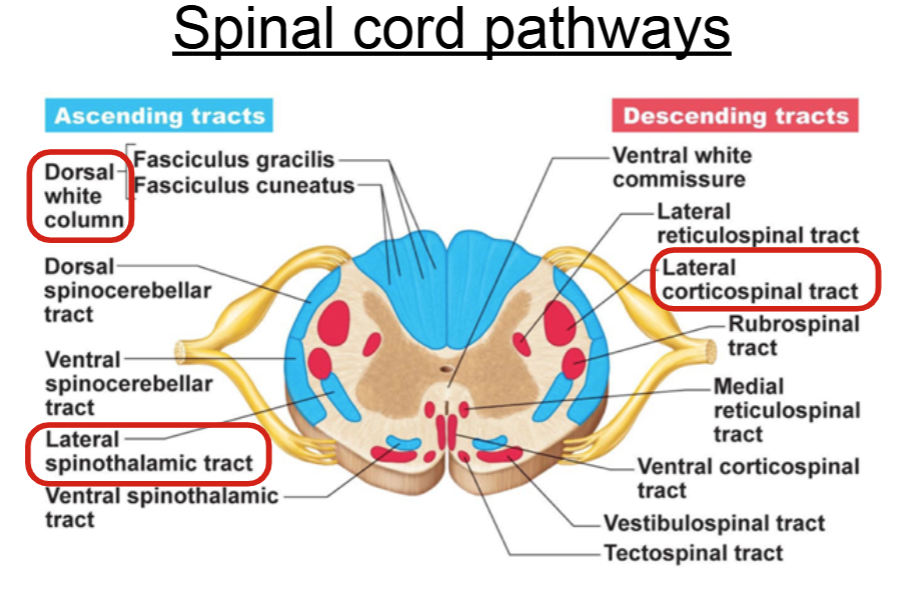 Spinal cord pathways
Ascending tracts
Dorsal
white
column
Fasciculus gracilis
Fasciculus cuneatus
Dorsal
spinocerebellar
tract
Ventral
spinocerebellar
tract
Lateral
spinothalamic tract
Ventral spinothalamic
tract
Descending tracts
Ventral white
commissure
Lateral
reticulospinal tract
Lateral
corticospinal tract
Rubrospinal
tract
Medial
reticulospinal
tract
Ventral corticospinal
tract
Vestibulospinal tract
Tectospinal tract